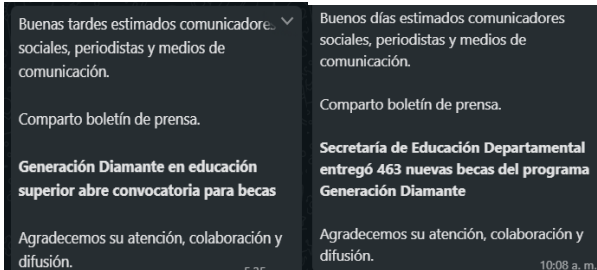 Buenas tardes estimados comunicadores
sociales, periodistas y medios de
comunicación.
Comparto boletín de prensa.
Generación Diamante en educación
superior abre convocatoria para becas
Agradecemos su atención, colaboración y
difusión.
Buenos días estimados comunicadores
sociales, periodistas y medios de
comunicación.
Comparto boletín de prensa.
Secretaría de Educación Departamental
entregó 463 nuevas becas del programa
Generación Diamante
Agradecemos su atención, colaboración y
difusión.
10:08 a. m.